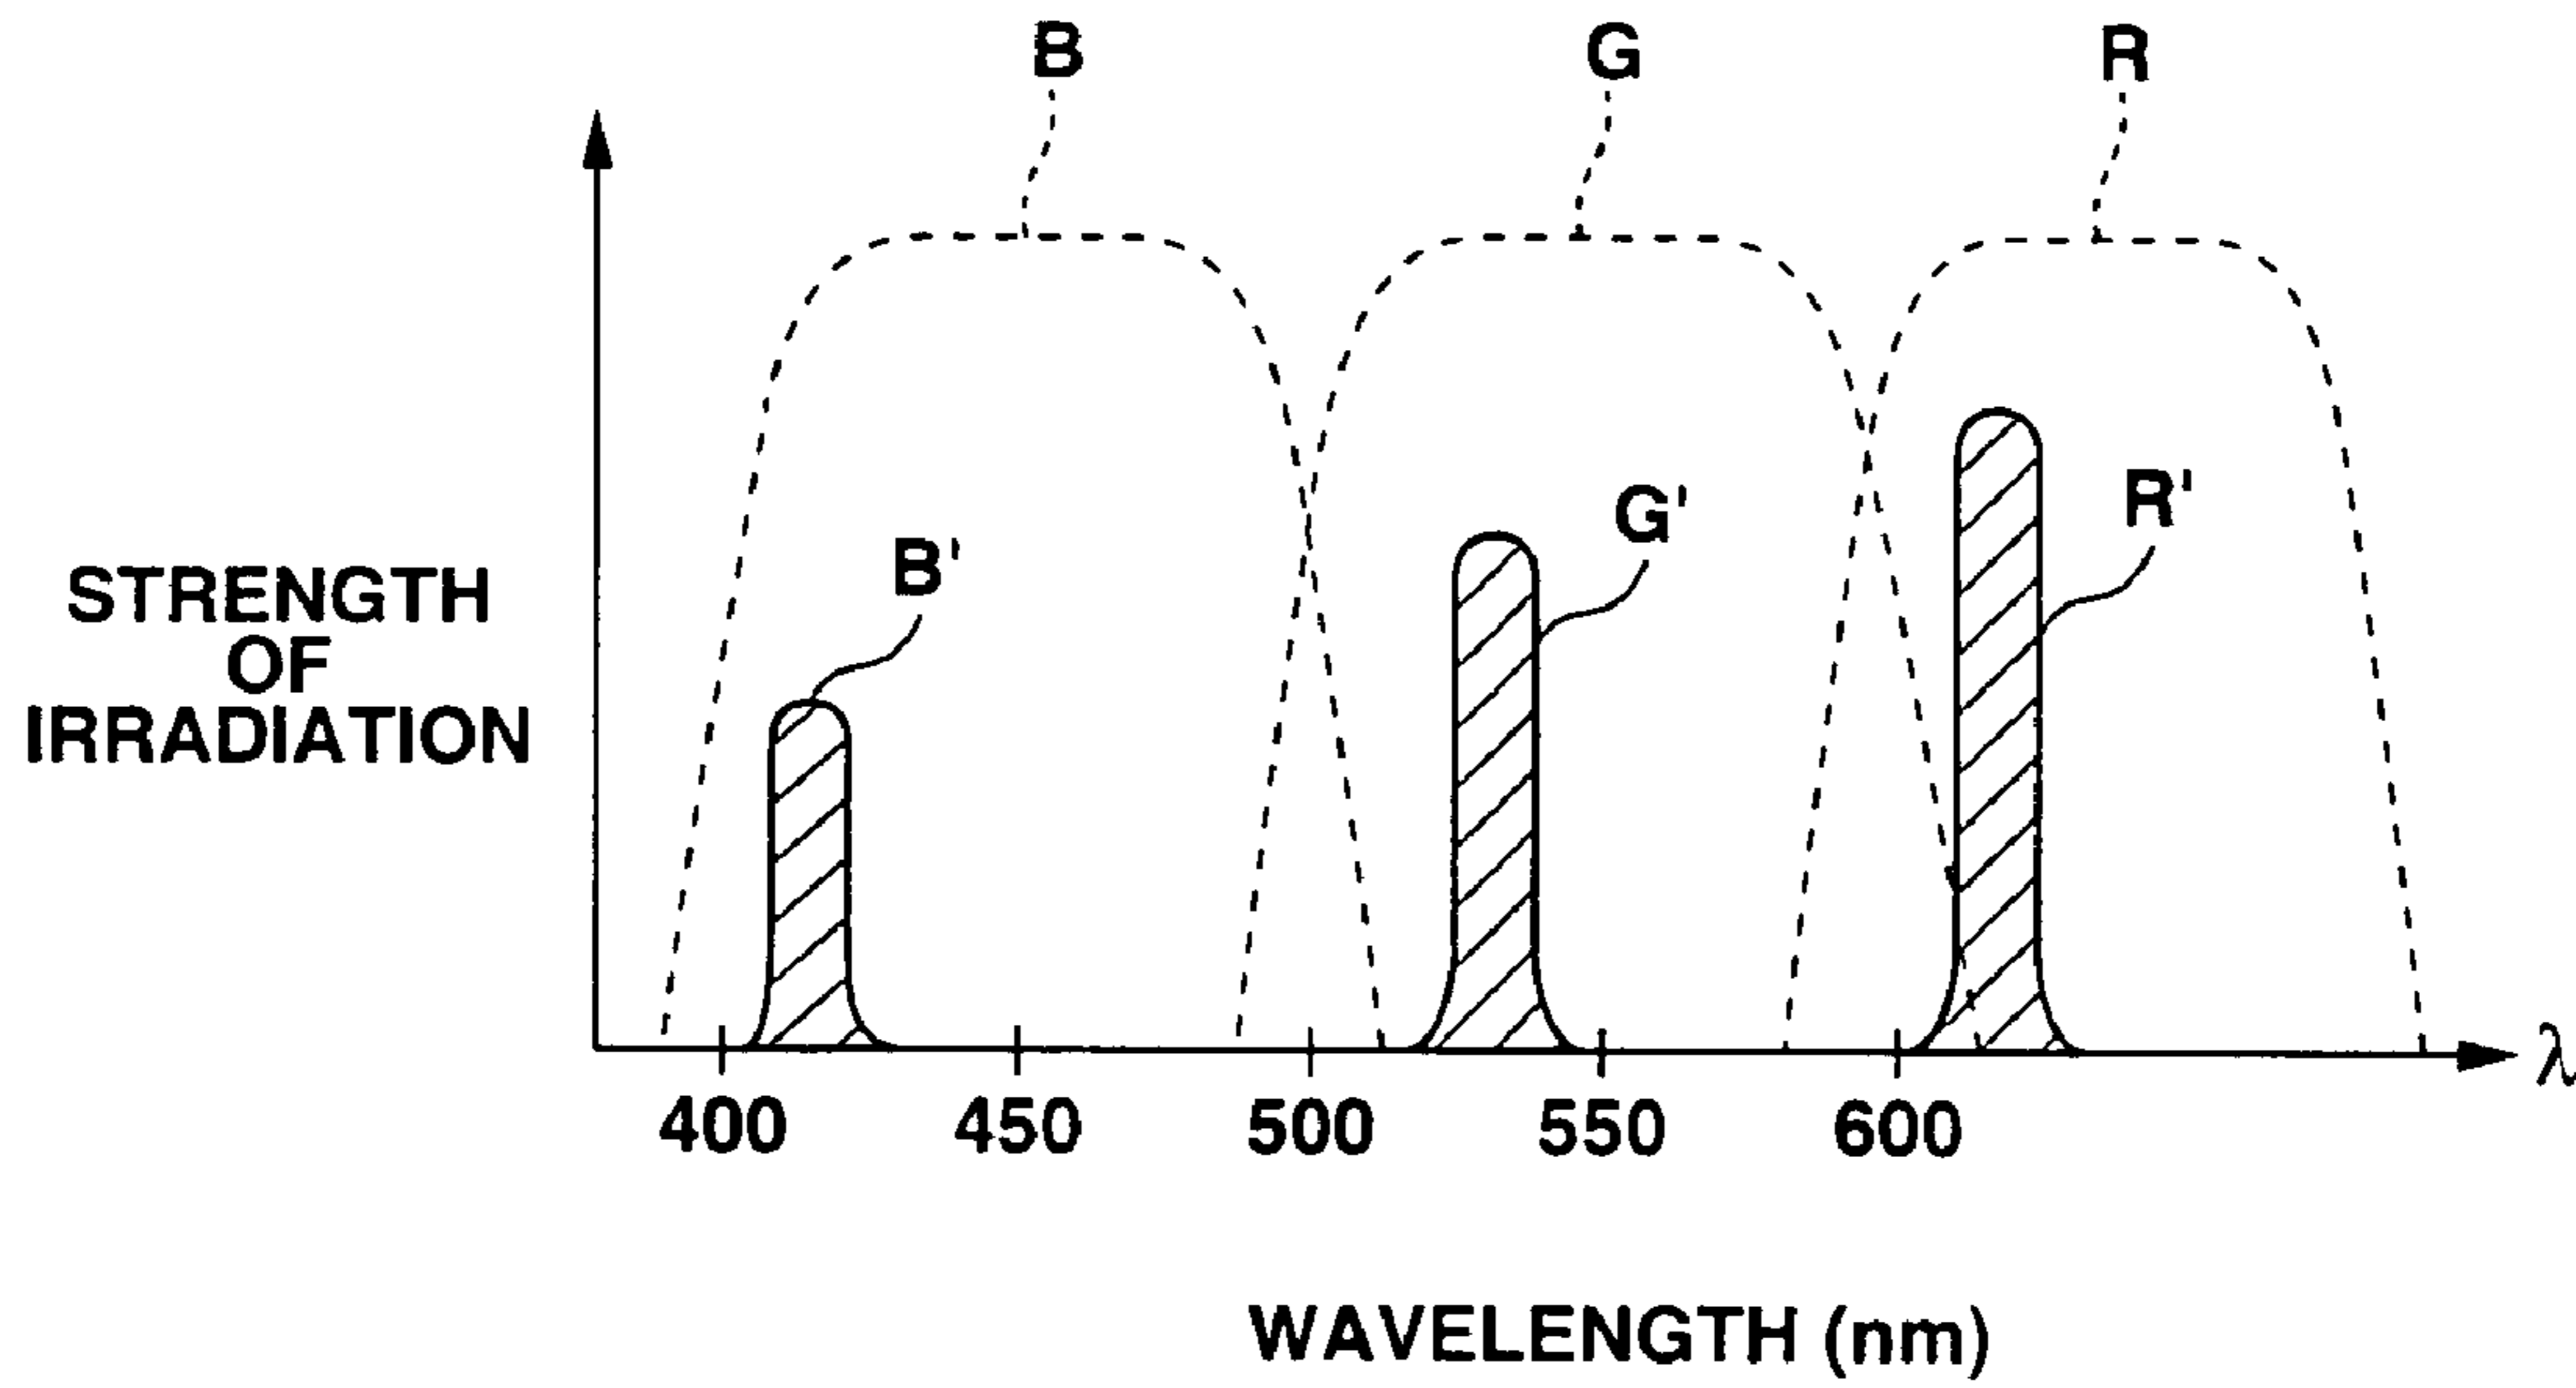 B G R
R'
G'
B'
STRENGTH
OF
IRRADIATION
λ
400 450 500 550 600
WAVELENGTH (nm)